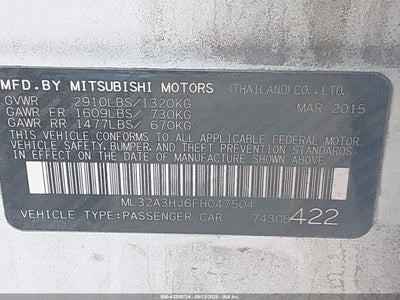 MFD.BY MITSUBISHI MOTORS (THAILAND) CO., LTD.
GVWR 2910LBS/1320KG MAR 2015
GAWR FR 1609LBS/ 730KG
GAWR RR 1477LBS/ 670KG
THIS VEHICLE CONFORMS TO ALL APPLICABLE FEDERAL MOTOR
VEHICLE SAFETY, BUMPER, AND THEFT PREVENTION STANDARDS
IN EFFECT ON THE DATE OF MANUFACTURE SHOWN ABOVE.
ML32A3HJ6FH047504
VEHICLE TYPE:PASSENGER CAR 7430B422